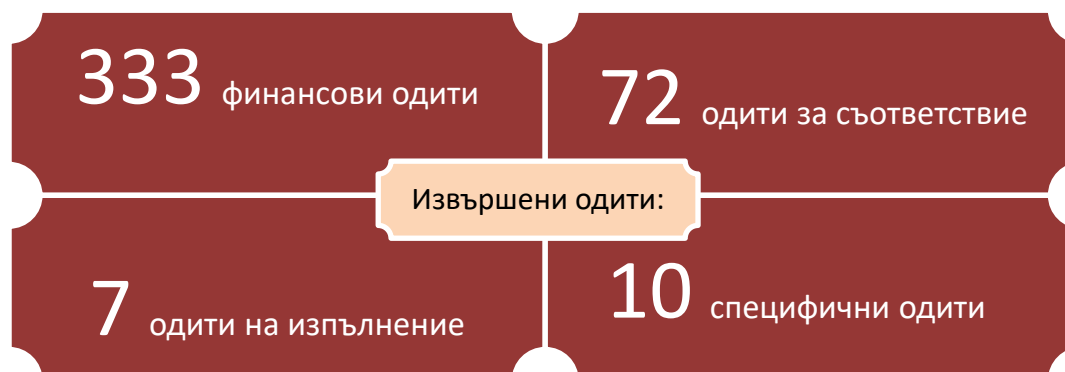 333 финансови одити
72 одити за съответствие
Извършени одити:
7 одити на изпълнение
10 специфични одити